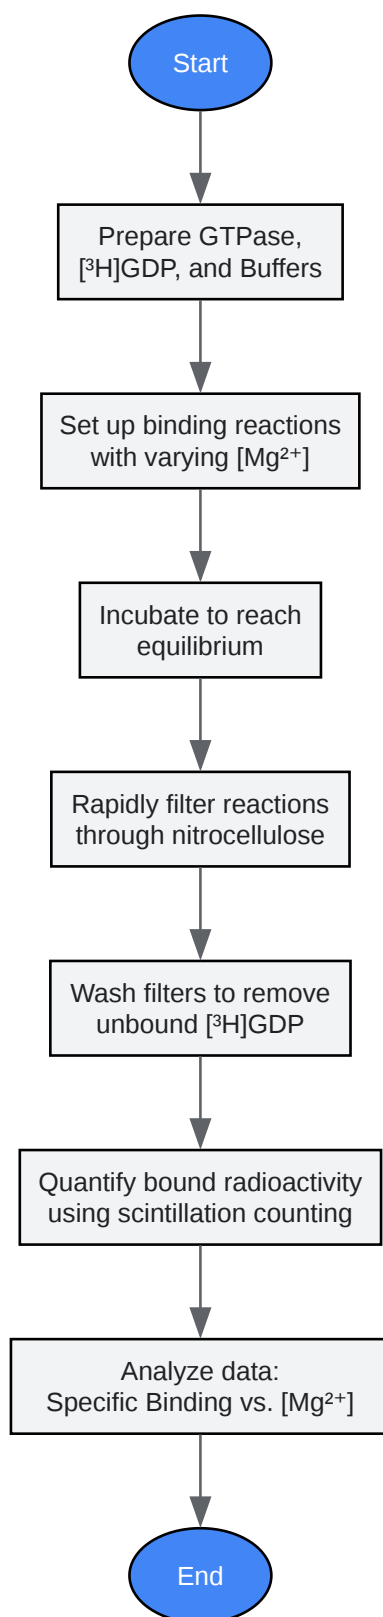 Start
Prepare GTPase,
[³H]GDP, and Buffers
Set up binding reactions
with varying [Mg²⁺]
Incubate to reach
equilibrium
Rapidly filter reactions
through nitrocellulose
Wash filters to remove
unbound [³H]GDP
Quantify bound radioactivity
using scintillation counting
Analyze data:
Specific Binding vs. [Mg²⁺]
End